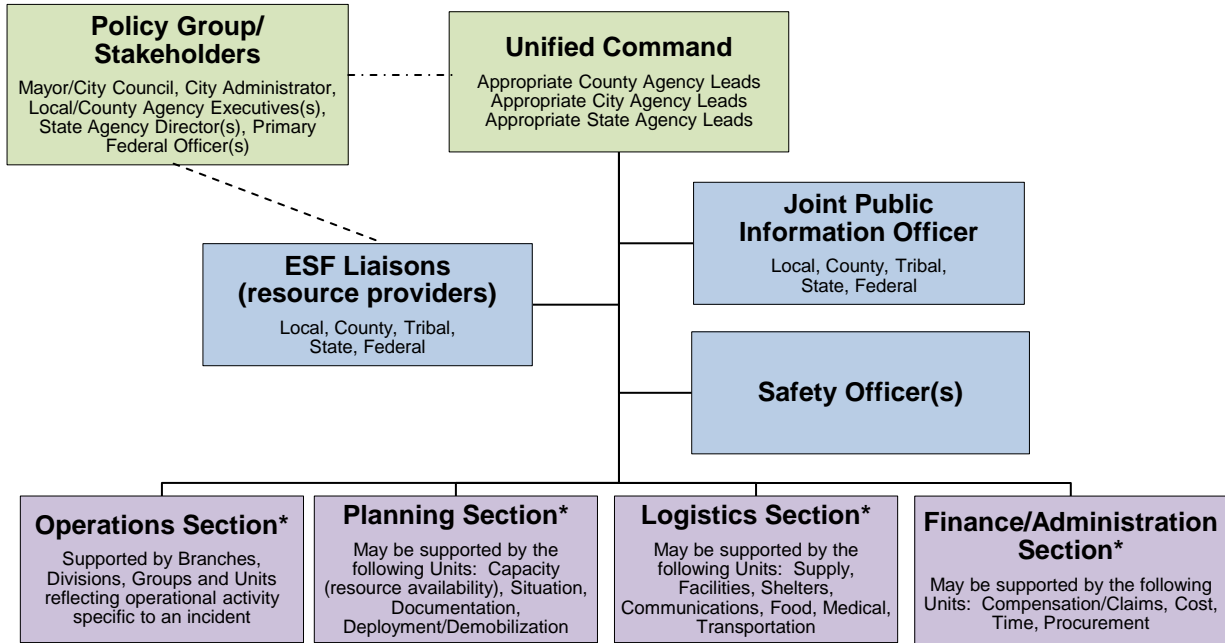 Policy Group/
Stakeholders
Mayor/City Council, City Administrator,
Local/County Agency Executives(s),
State Agency Director(s), Primary
Federal Officer(s)
Unified Command
Appropriate County Agency Leads
Appropriate City Agency Leads
Appropriate State Agency Leads
Joint Public
Information Officer
Local, County, Tribal,
State, Federal
ESF Liaisons
(resource providers)
Local, County, Tribal,
State, Federal
Safety Officer(s)
Operations Section*
Supported by Branches,
Divisions, Groups and Units
reflecting operational activity
specific to an incident
Planning Section*
May be supported by the
following Units: Capacity
(resource availability), Situation,
Documentation,
Deployment/Demobilization
Logistics Section*
May be supported by the
following Units: Supply,
Facilities, Shelters,
Communications, Food, Medical,
Transportation
Finance/Administration
Section*
May be supported by the following
Units: Compensation/Claims, Cost,
Time, Procurement